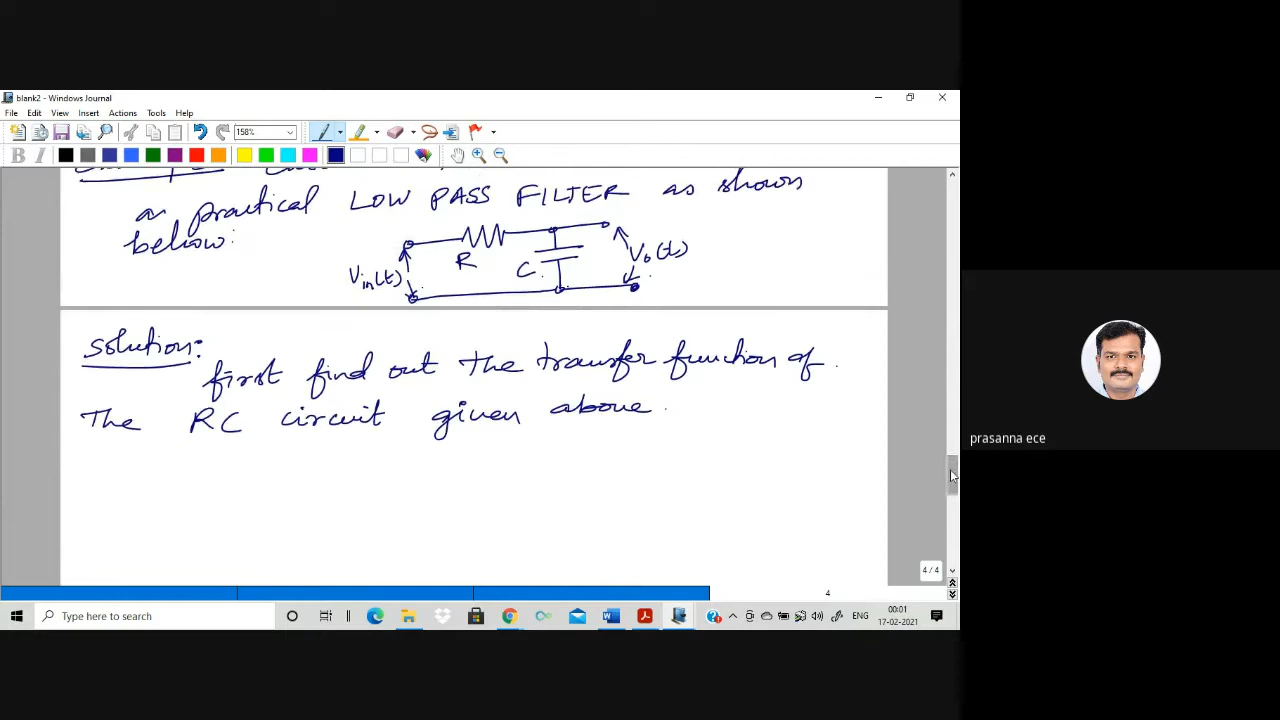 blank2 - Windows Journal
File Edit View Insert Actions Tools Help
158%
B I
an practical LOW PASS FILTER as shown
below:
Vin(t) R C Vo(t)
Solution:
first find out the transfer function of
The RC circuit given above.
prasanna ece
4 / 4
4
Type here to search
ENG
00:01
17-02-2021